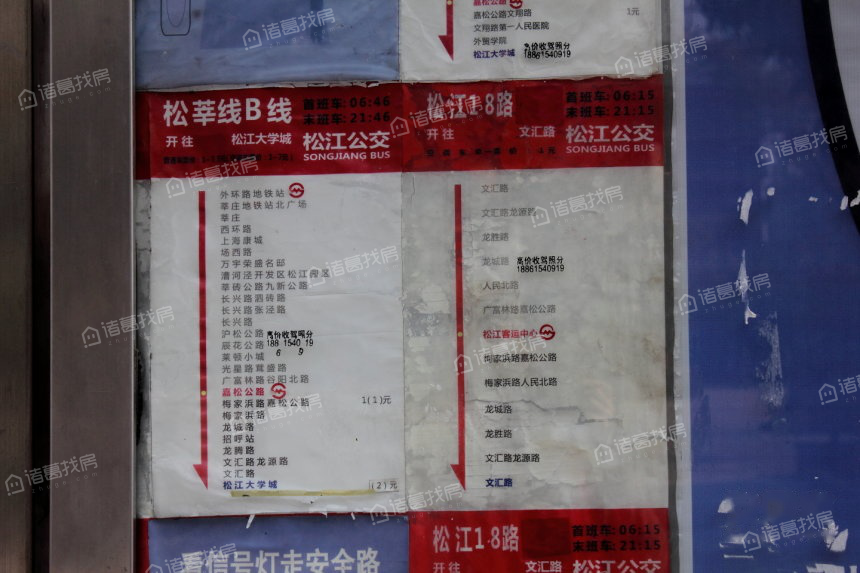 嘉松公路
嘉松公路文翔路
1元
文翔路第一人民医院
外贸学院
松江大学城
高价收驾照分
18861540919
松莘线B线
首班车:06:46
末班车:21:46
开往 松江大学城
松江公交
SONGJIANG BUS
外环路地铁站
莘庄地铁站北广场
莘庄
西环路
上海康城
场西路
万宇荣盛名邸
漕河泾开发区松江园区
莘砖公路九新公路
长兴路泗砖路
长兴路张泾路
长兴路
沪松公路
辰花公路
高价收驾照分
莱顿小城
光星路茸盛路
广富林路谷阳北路
嘉松公路
梅家浜路嘉松公路
1(1)元
梅家浜路
龙城路
招呼站
龙腾路
文汇路龙源路
文汇路
松江大学城
(2)元
松江18路
首班车:06:15
末班车:21:15
开往 文汇路
松江公交
SONGJIANG BUS
文汇路
文汇路龙源路
龙胜路
龙城路
高价收驾照分
18861540919
人民北路
广富林路嘉松公路
松江客运中心
梅家浜路嘉松公路
梅家浜路人民北路
龙城路
龙胜路
文汇路龙源路
文汇路
看信号灯走安全路
松江18路
首班车:06:15
末班车:21:15
开往 文汇路
松江公交
诸葛找房